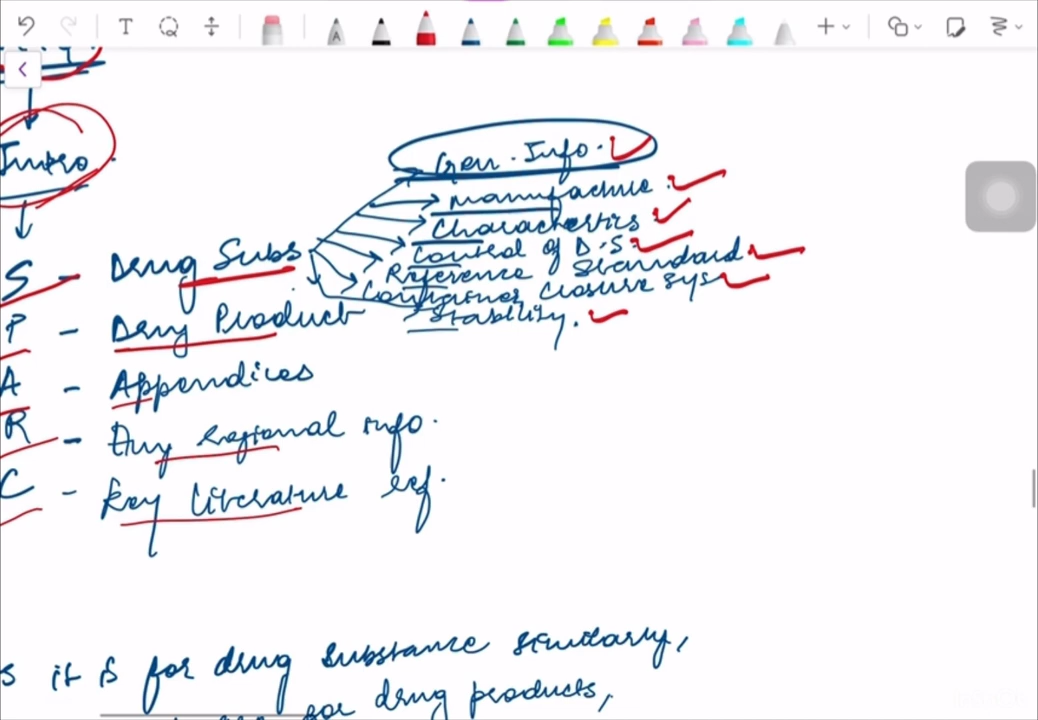 Intro.
Gen. Info.
manufacture.
Characterstics
Control of D.S
Reference Standard
Container closure sys
Stability.
S - Drug Subs
P - Drug Product
A - Appendices
R - Any regional info.
C - Key literature ref.
s it is for drug substance similarly,
for drug products,